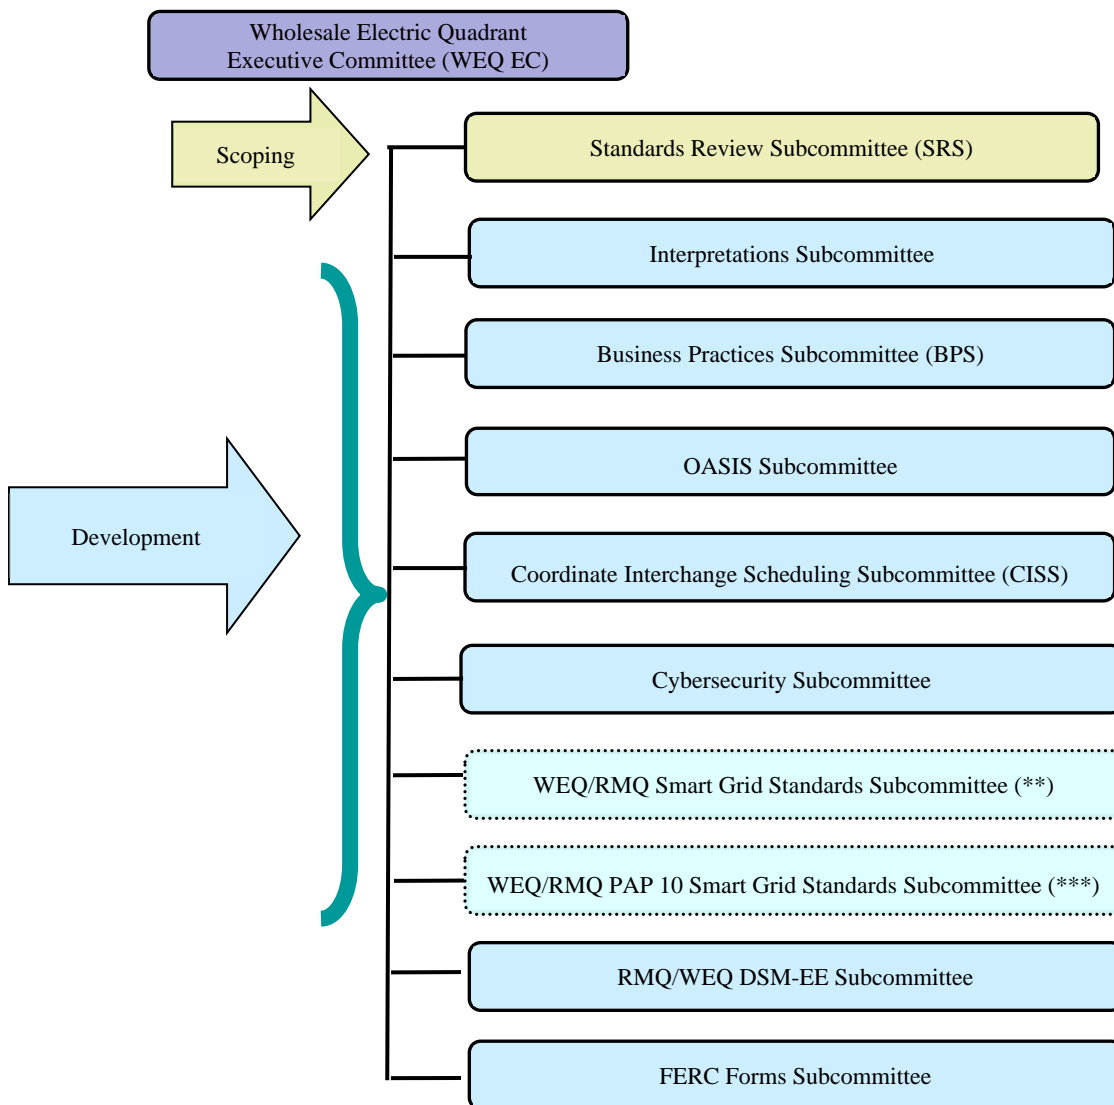 Wholesale Electric Quadrant
Executive Committee (WEQ EC)
Scoping
Standards Review Subcommittee (SRS)
Interpretations Subcommittee
Business Practices Subcommittee (BPS)
OASIS Subcommittee
Development
Coordinate Interchange Scheduling Subcommittee (CISS)
Cybersecurity Subcommittee
WEQ/RMQ Smart Grid Standards Subcommittee (**)
WEQ/RMQ PAP 10 Smart Grid Standards Subcommittee (***)
RMQ/WEQ DSM-EE Subcommittee
FERC Forms Subcommittee